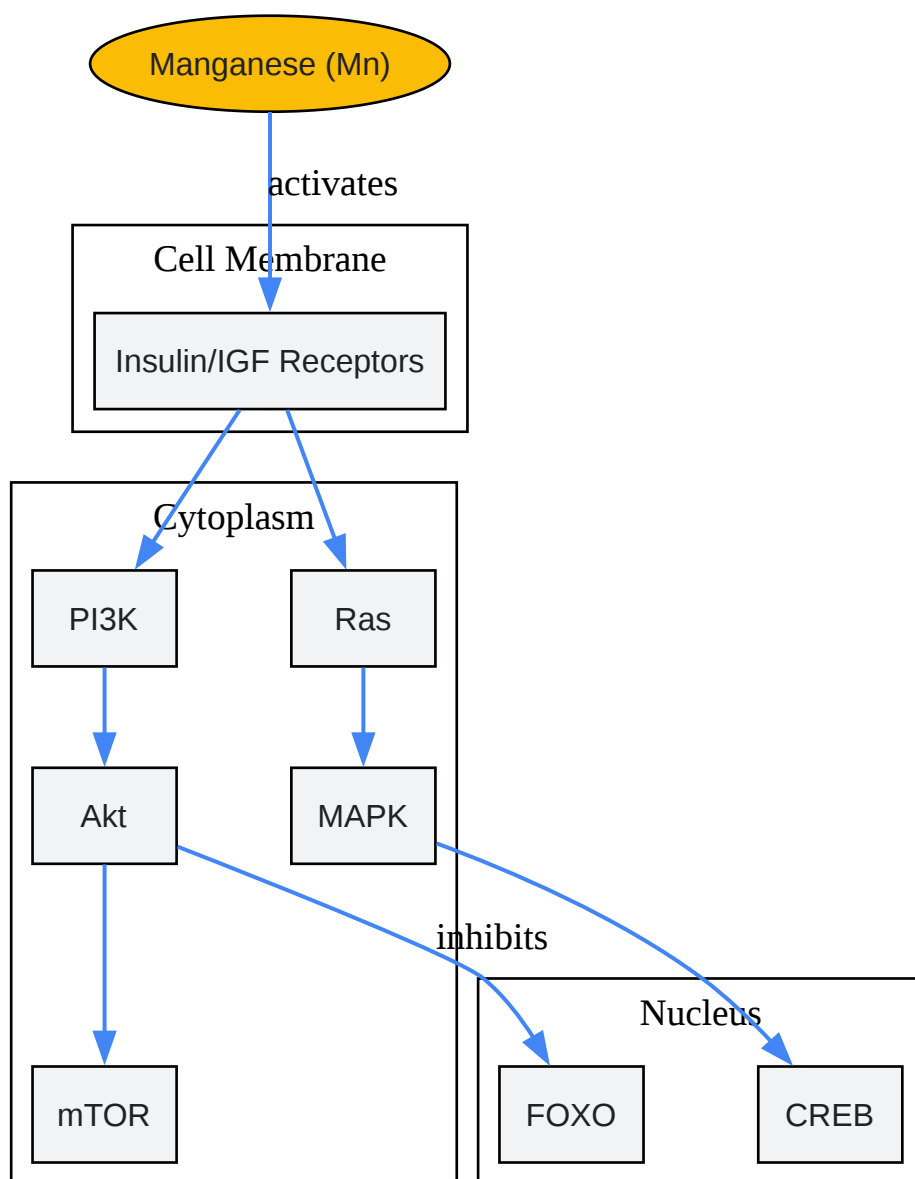 Manganese (Mn)
activates
Cell Membrane
Insulin/IGF Receptors
Cytoplasm
PI3K
Ras
Akt
MAPK
inhibits
Nucleus
mTOR
FOXO
CREB